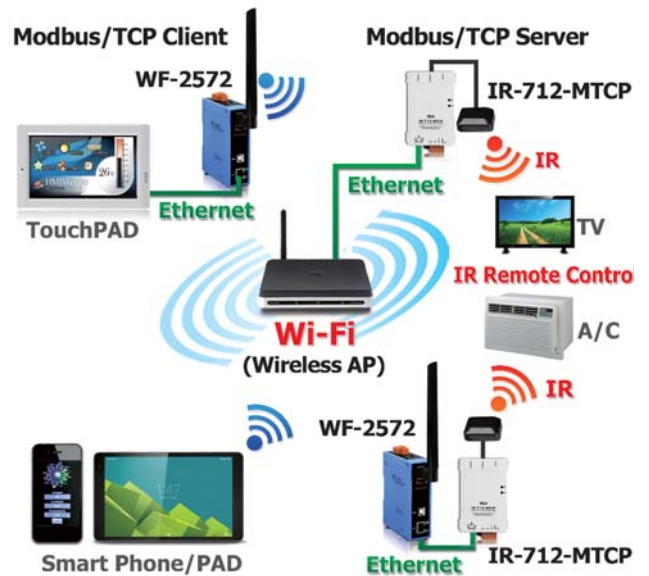 Modbus/TCP Client
Modbus/TCP Server
WF-2572
IR-712-MTCP
IR
Ethernet
Ethernet
TouchPAD
TV
IR Remote Control
Wi-Fi
(Wireless AP)
A/C
IR
WF-2572
Smart Phone/PAD
Ethernet
IR-712-MTCP